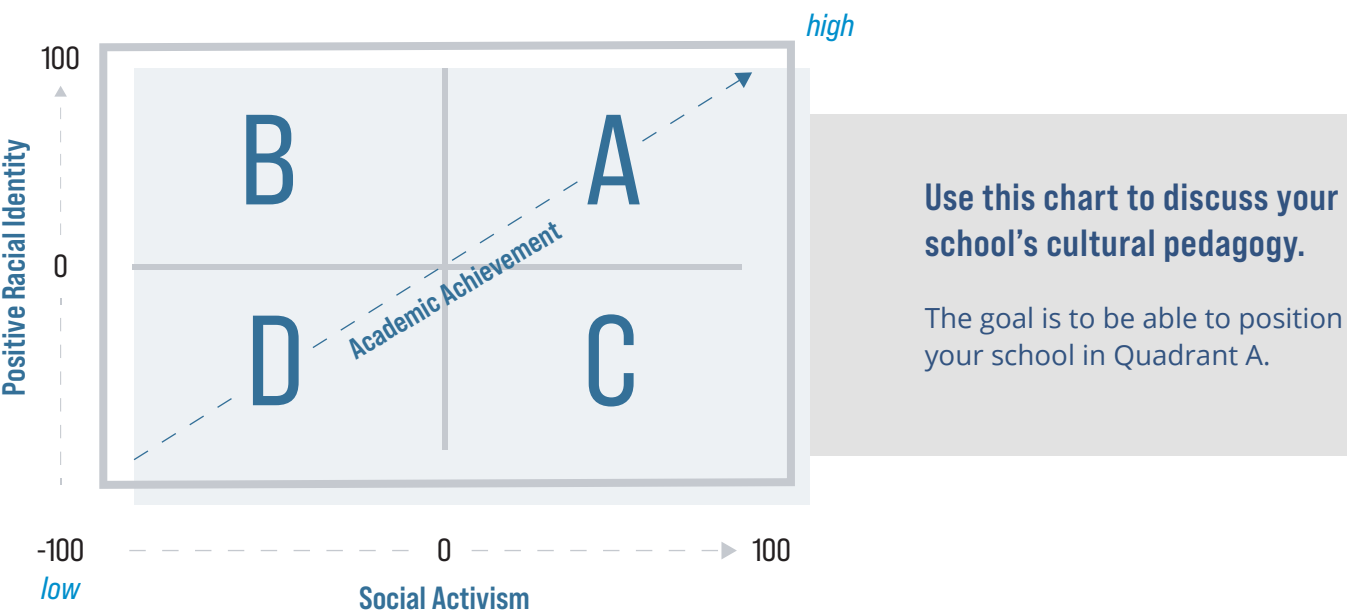 high
100
B
A
Positive Racial Identity
0
Academic Achievement
D
C
-100
0
100
low
Social Activism
Use this chart to discuss your
school’s cultural pedagogy.
The goal is to be able to position
your school in Quadrant A.